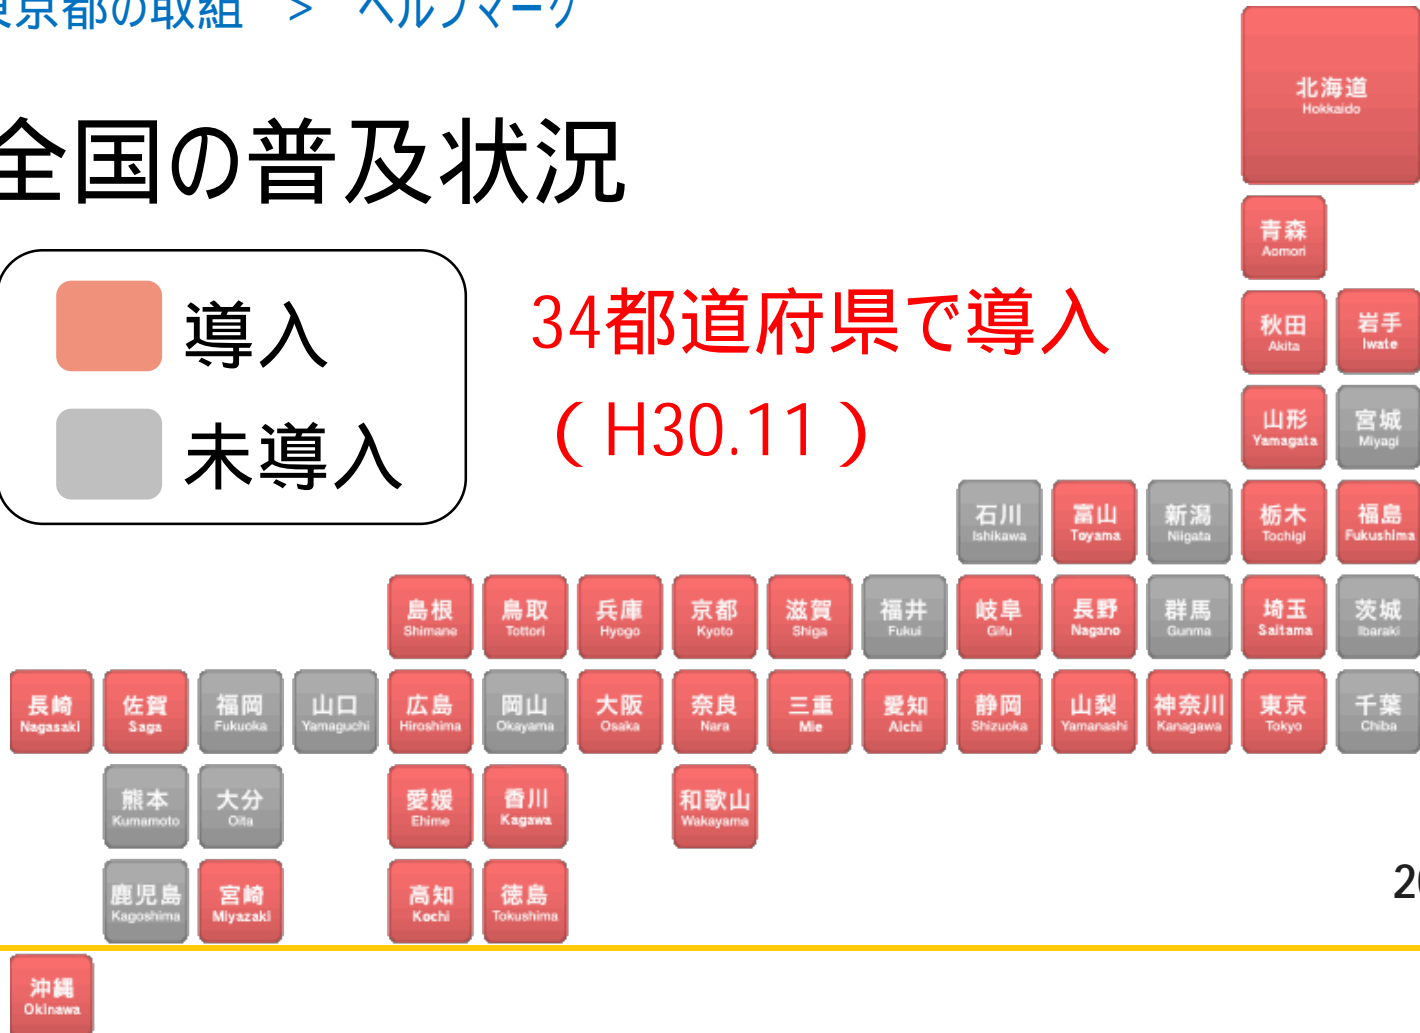 東京都の取組　>　ヘルプマーク
全国の普及状況
導入
未導入
34都道府県で導入
（H30.11）
北海道
Hokkaido
青森
Aomori
秋田
Akita
岩手
Iwate
山形
Yamagata
宮城
Miyagi
石川
Ishikawa
富山
Toyama
新潟
Niigata
栃木
Tochigi
福島
Fukushima
島根
Shimane
鳥取
Tottori
兵庫
Hyogo
京都
Kyoto
滋賀
Shiga
福井
Fukui
岐阜
Gifu
長野
Nagano
群馬
Gunma
埼玉
Saitama
茨城
Ibaraki
長崎
Nagasaki
佐賀
Saga
福岡
Fukuoka
山口
Yamaguchi
広島
Hiroshima
岡山
Okayama
大阪
Osaka
奈良
Nara
三重
Mie
愛知
Aichi
静岡
Shizuoka
山梨
Yamanashi
神奈川
Kanagawa
東京
Tokyo
千葉
Chiba
熊本
Kumamoto
大分
Oita
愛媛
Ehime
香川
Kagawa
和歌山
Wakayama
鹿児島
Kagoshima
宮崎
Miyazaki
高知
Kochi
徳島
Tokushima
沖縄
Okinawa